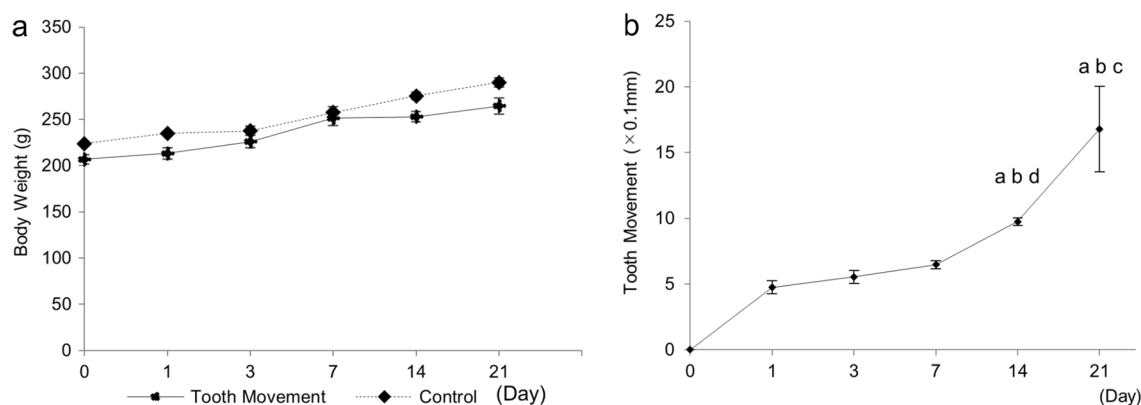 a
Body Weight (g)
350
300
250
200
150
100
50
0
0 1 3 7 14 21
(Day)
Tooth Movement Control
b
Tooth Movement (×0.1mm)
25
20
15
10
5
0
a b d
a b c
0 1 3 7 14 21
(Day)